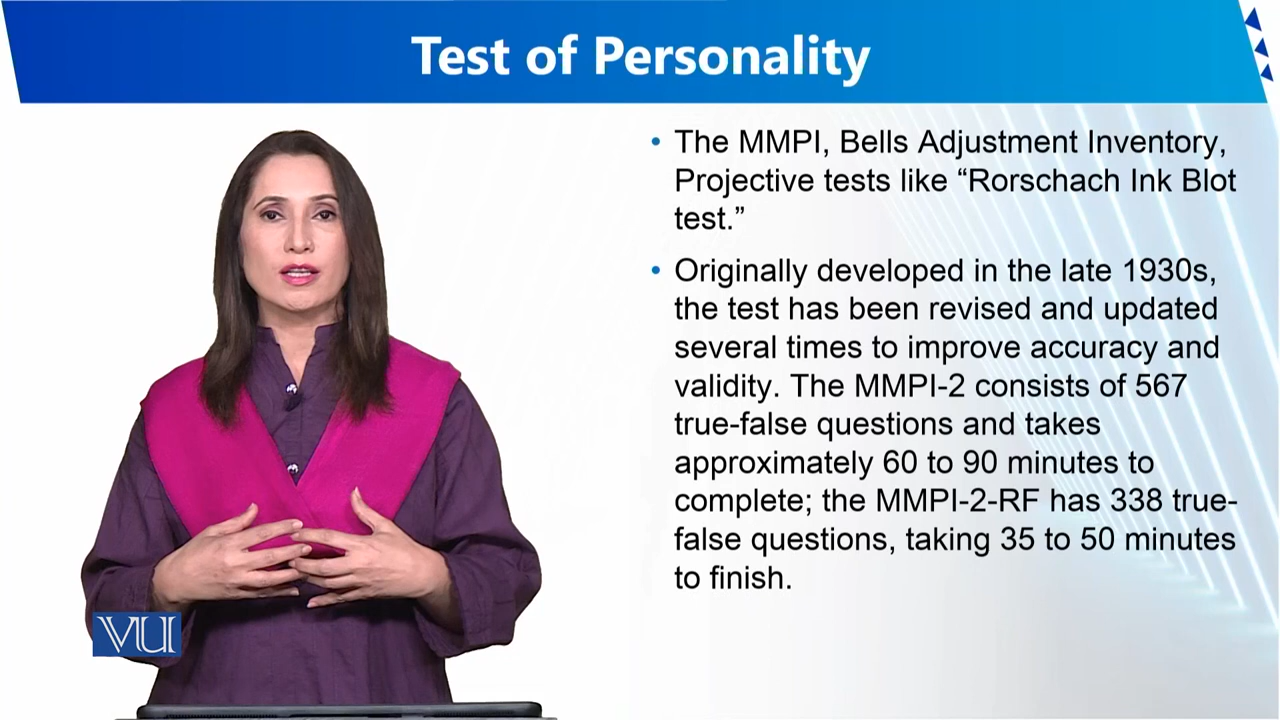 Test of Personality
• The MMPI, Bells Adjustment Inventory,
Projective tests like “Rorschach Ink Blot
test.”
• Originally developed in the late 1930s,
the test has been revised and updated
several times to improve accuracy and
validity. The MMPI-2 consists of 567
true-false questions and takes
approximately 60 to 90 minutes to
complete; the MMPI-2-RF has 338 true-
false questions, taking 35 to 50 minutes
to finish.
VU